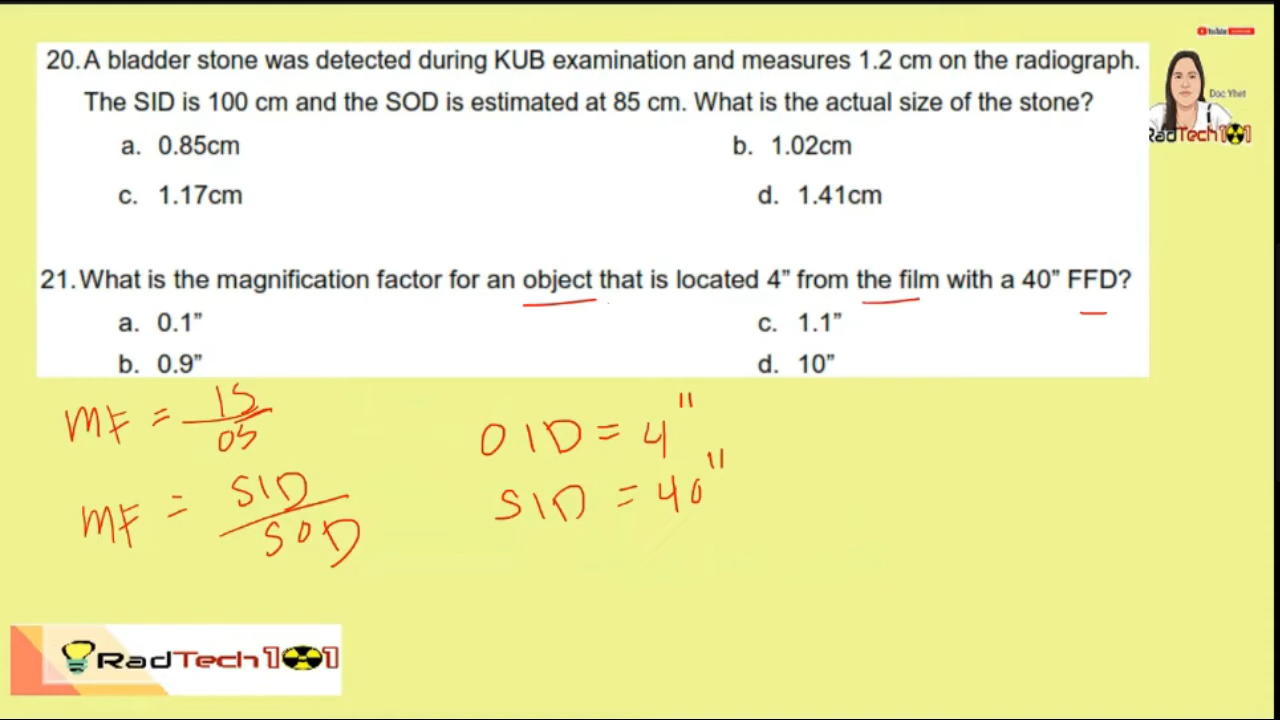 YouTube
20. A bladder stone was detected during KUB examination and measures 1.2 cm on the radiograph.
The SID is 100 cm and the SOD is estimated at 85 cm. What is the actual size of the stone?
Doc Yhet
RadTech101
a. 0.85cm
b. 1.02cm
c. 1.17cm
d. 1.41cm
21. What is the magnification factor for an object that is located 4” from the film with a 40” FFD?
a. 0.1”
c. 1.1”
b. 0.9”
d. 10”
MF = IS
OS
OID = 4"
MF = SID
SOD
SID = 40"
RadTech101